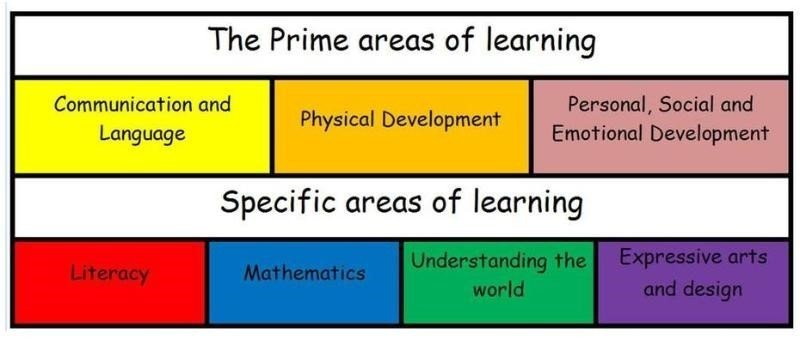 The Prime areas of learning
Communication and
Language
Physical Development
Personal, Social and
Emotional Development
Specific areas of learning
Literacy
Mathematics
Understanding the
world
Expressive arts
and design